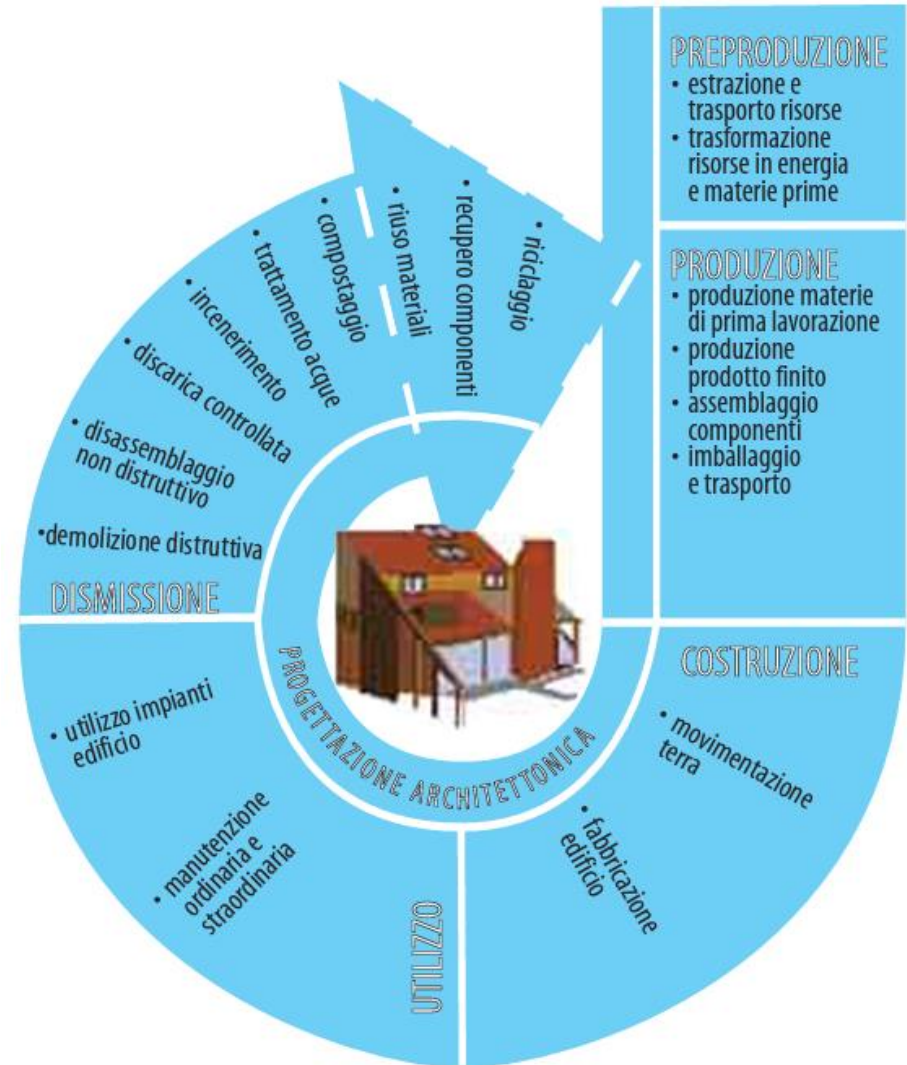 PREPRODUZIONE
• estrazione e
trasporto risorse
• trasformazione
risorse in energia
e materie prime
PRODUZIONE
• produzione materie
di prima lavorazione
• produzione
prodotto finito
• assemblaggio
componenti
• imballaggio
e trasporto
COSTRUZIONE
• movimentazione
terra
• fabbricazione
edificio
UTILIZZO
• manutenzione
ordinaria e
straordinaria
• utilizzo impianti
edificio
DISMISSIONE
•demolizione distruttiva
• disassemblaggio
non distruttivo
• discarica controllata
• incenerimento
• trattamento acque
• compostaggio
• riuso materiali
• recupero componenti
• riciclaggio
PROGETTAZIONE ARCHITETTONICA